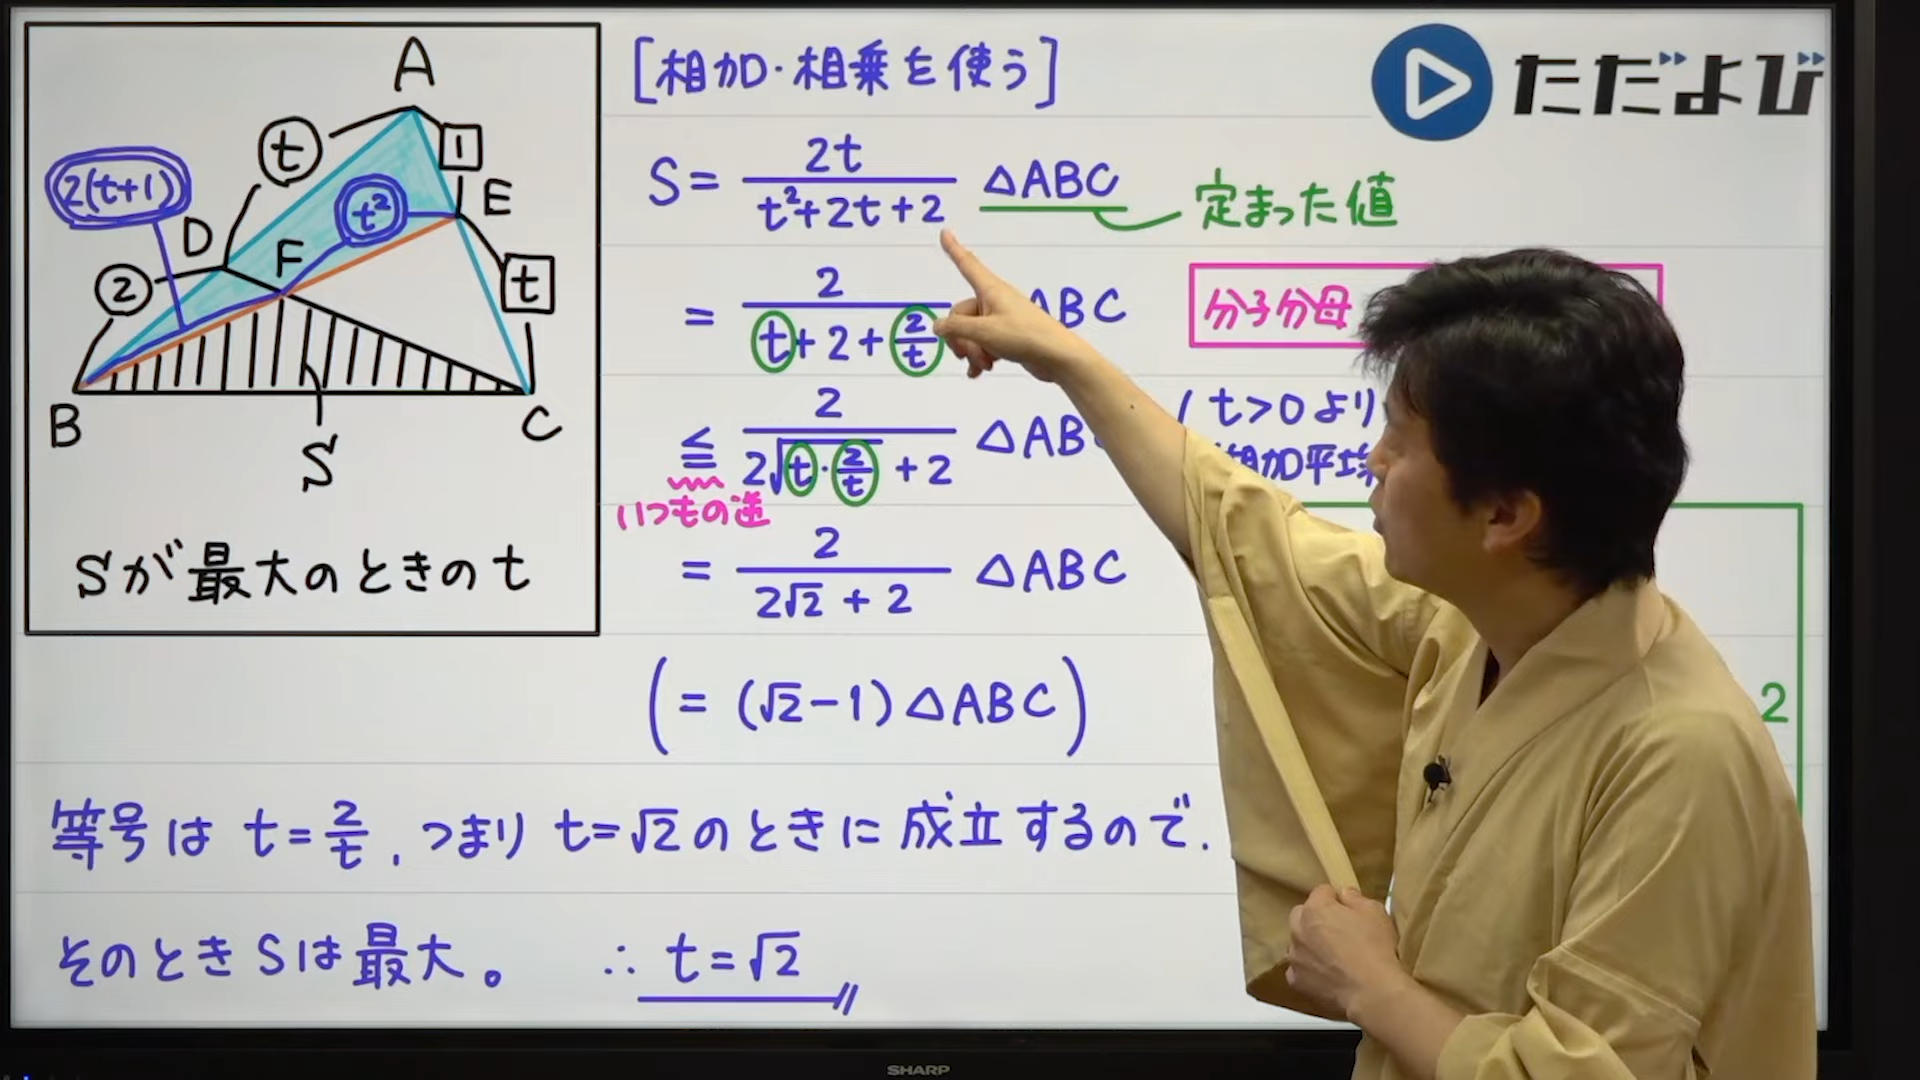 A
t
1
2(t+1)
t²
E
D
F
2
t
B
C
S
Sが最大のときのt
[相加・相乗を使う]
S= 2t/(t²+2t+2) △ABC
定まった値
= 2/(t+2+2/t) ABC
分子分母
≦ 2/(2√(t・2/t)+2) △AB
(t>0より
相加平均
いつもの逆
= 2/(2√2+2) △ABC
(=(√2-1)△ABC)
2
等号は t=2/t, つまり t=√2のときに成立するので,
そのときSは最大。 ∴ t=√2
ただよび
SHARP